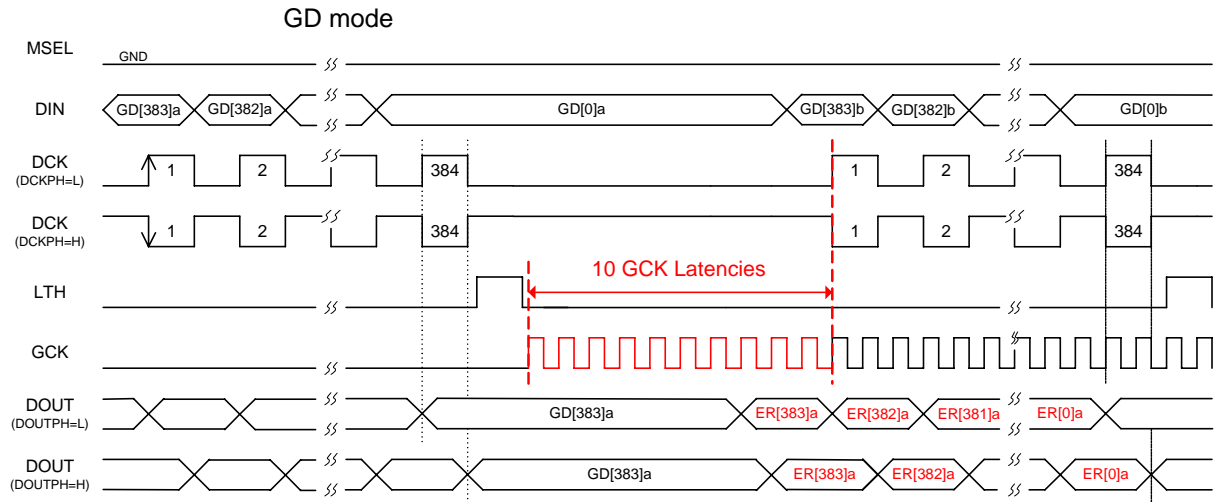 GD mode
MSEL GND
DIN GD[383]a GD[382]a GD[0]a GD[383]b GD[382]b GD[0]b
DCK 1 2 384 1 2 384
(DCKPH=L)
DCK 1 2 384 1 2 384
(DCKPH=H)
10 GCK Latencies
LTH
GCK
DOUT GD[383]a ER[383]a ER[382]a ER[381]a ER[0]a
(DOUTPH=L)
DOUT GD[383]a ER[383]a ER[382]a ER[0]a
(DOUTPH=H)